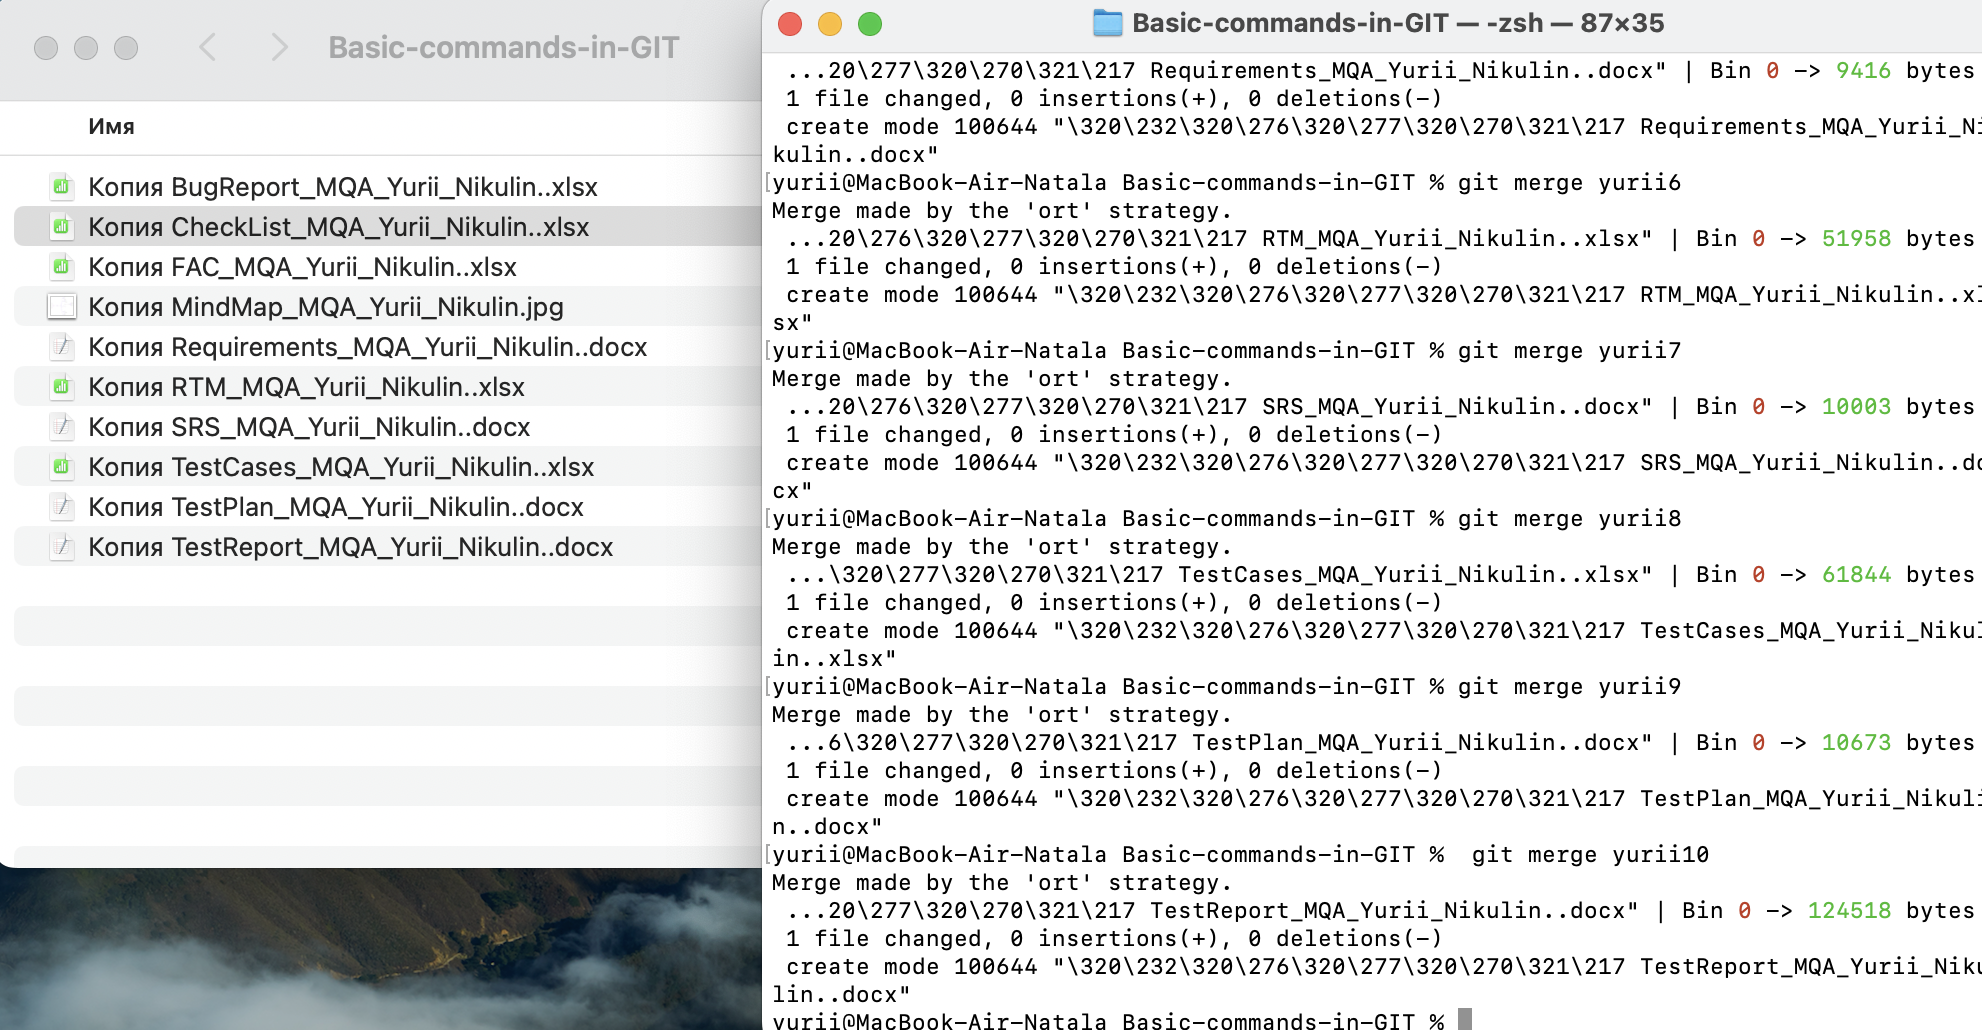 Basic-commands-in-GIT
Имя
Копия BugReport_MQA_Yurii_Nikulin..xlsx
Копия CheckList_MQA_Yurii_Nikulin..xlsx
Копия FAC_MQA_Yurii_Nikulin..xlsx
Копия MindMap_MQA_Yurii_Nikulin.jpg
Копия Requirements_MQA_Yurii_Nikulin..docx
Копия RTM_MQA_Yurii_Nikulin..xlsx
Копия SRS_MQA_Yurii_Nikulin..docx
Копия TestCases_MQA_Yurii_Nikulin..xlsx
Копия TestPlan_MQA_Yurii_Nikulin..docx
Копия TestReport_MQA_Yurii_Nikulin..docx
Basic-commands-in-GIT — -zsh — 87×35
...20\277\320\270\321\217 Requirements_MQA_Yurii_Nikulin..docx" | Bin 0 -> 9416 bytes
1 file changed, 0 insertions(+), 0 deletions(-)
create mode 100644 "\320\232\320\276\320\277\320\270\321\217 Requirements_MQA_Yurii_Ni
kulin..docx"
[yurii@MacBook-Air-Natala Basic-commands-in-GIT % git merge yurii6
Merge made by the 'ort' strategy.
...20\276\320\277\320\270\321\217 RTM_MQA_Yurii_Nikulin..xlsx" | Bin 0 -> 51958 bytes
1 file changed, 0 insertions(+), 0 deletions(-)
create mode 100644 "\320\232\320\276\320\277\320\270\321\217 RTM_MQA_Yurii_Nikulin..xl
sx"
[yurii@MacBook-Air-Natala Basic-commands-in-GIT % git merge yurii7
Merge made by the 'ort' strategy.
...20\276\320\277\320\270\321\217 SRS_MQA_Yurii_Nikulin..docx" | Bin 0 -> 10003 bytes
1 file changed, 0 insertions(+), 0 deletions(-)
create mode 100644 "\320\232\320\276\320\277\320\270\321\217 SRS_MQA_Yurii_Nikulin..do
cx"
[yurii@MacBook-Air-Natala Basic-commands-in-GIT % git merge yurii8
Merge made by the 'ort' strategy.
...\320\277\320\270\321\217 TestCases_MQA_Yurii_Nikulin..xlsx" | Bin 0 -> 61844 bytes
1 file changed, 0 insertions(+), 0 deletions(-)
create mode 100644 "\320\232\320\276\320\277\320\270\321\217 TestCases_MQA_Yurii_Nikul
in..xlsx"
[yurii@MacBook-Air-Natala Basic-commands-in-GIT % git merge yurii9
Merge made by the 'ort' strategy.
...6\320\277\320\270\321\217 TestPlan_MQA_Yurii_Nikulin..docx" | Bin 0 -> 10673 bytes
1 file changed, 0 insertions(+), 0 deletions(-)
create mode 100644 "\320\232\320\276\320\277\320\270\321\217 TestPlan_MQA_Yurii_Nikuli
n..docx"
[yurii@MacBook-Air-Natala Basic-commands-in-GIT %  git merge yurii10
Merge made by the 'ort' strategy.
...20\277\320\270\321\217 TestReport_MQA_Yurii_Nikulin..docx" | Bin 0 -> 124518 bytes
1 file changed, 0 insertions(+), 0 deletions(-)
create mode 100644 "\320\232\320\276\320\277\320\270\321\217 TestReport_MQA_Yurii_Niku
lin..docx"
yurii@MacBook-Air-Natala Basic-commands-in-GIT %